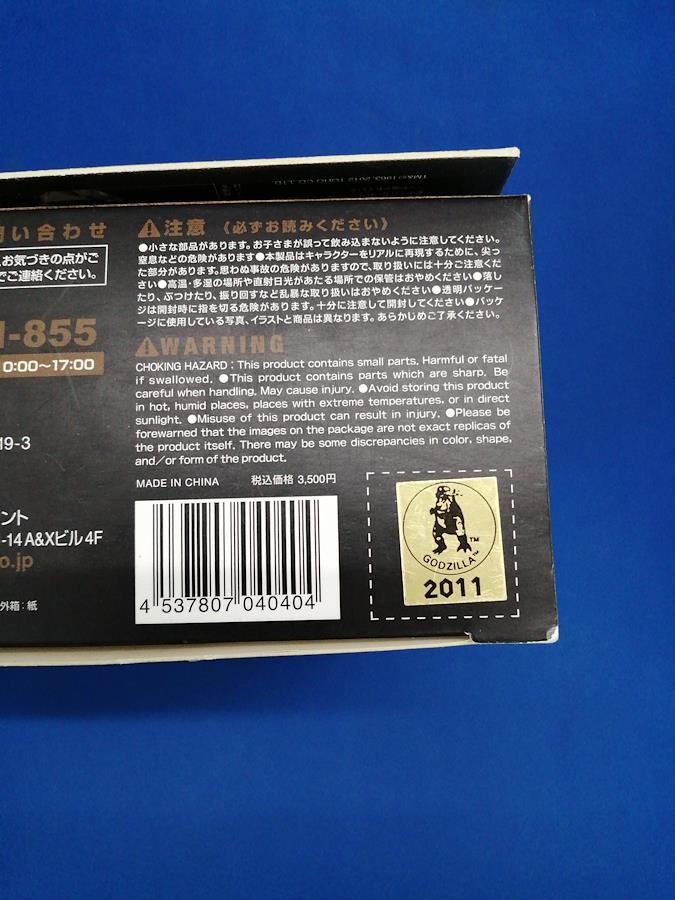 TM&© 1963, 2012 TOHO CO.,LTD.
い合わせ
お気づきの点がご
でご連絡ください。
-855
0:00〜17:00
19-3
ント
-14 A&Xビル 4F
o.jp
外箱：紙
注意 （必ずお読みください）
●小さな部品があります。お子さまが誤って飲み込まないように注意してください。
窒息などの危険があります●本製品はキャラクターをリアルに再現するために、尖っ
た部分があります。思わぬ事故の危険がありますので、取り扱いには十分ご注意くださ
い●高温・多湿の場所や直射日光があたる場所での保管はおやめください●落し
たり、ぶつけたり、振り回すなど乱暴な取り扱いはおやめください●透明パッケー
ジは開封時に指を切る危険があります。十分に注意して開封してください●パッケ
ージに使用している写真、イラストと商品は異なります。あらかじめご了承ください。
WARNING
CHOKING HAZARD : This product contains small parts. Harmful or fatal
if swallowed. ●This product contains parts which are sharp. Be
careful when handling. May cause injury. ●Avoid storing this product
in hot, humid places, places with extreme temperatures, or in direct
sunlight. ●Misuse of this product can result in injury. ●Please be
forewarned that the images on the package are not exact replicas of
the product itself. There may be some discrepancies in color, shape,
and/or form of the product.
MADE IN CHINA 税込価格 3,500円
4 537807 040404
GODZILLA™
TM
2011